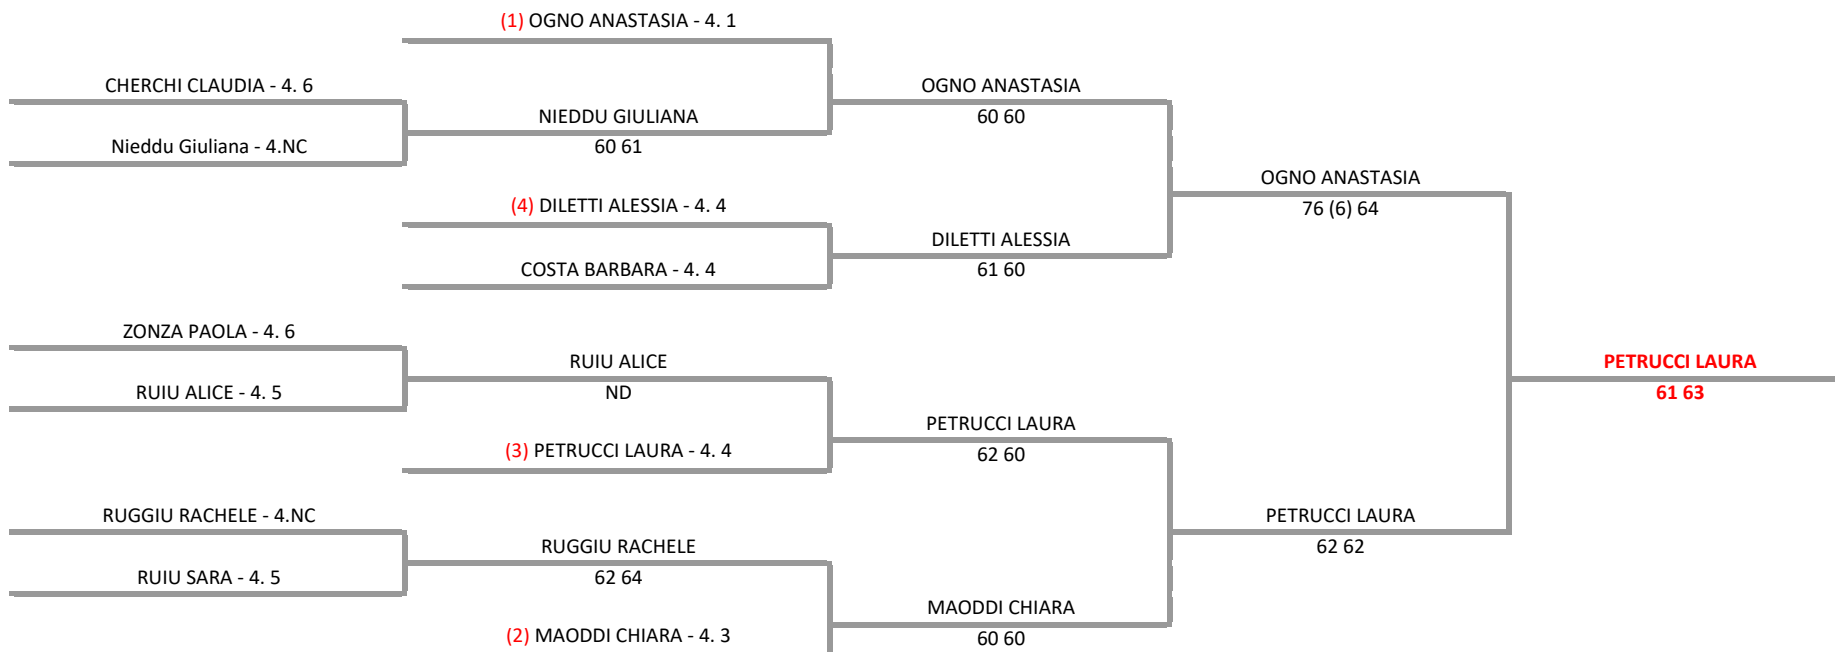 (1) OGNO ANASTASIA - 4. 1
CHERCHI CLAUDIA - 4. 6
OGNO ANASTASIA
NIEDDU GIULIANA
60 60
Nieddu Giuliana - 4.NC
60 61
OGNO ANASTASIA
(4) DILETTI ALESSIA - 4. 4
76 (6) 64
DILETTI ALESSIA
COSTA BARBARA - 4. 4
61 60
ZONZA PAOLA - 4. 6
RUIU ALICE
PETRUCCI LAURA
RUIU ALICE - 4. 5
ND
61 63
PETRUCCI LAURA
(3) PETRUCCI LAURA - 4. 4
62 60
RUGGIU RACHELE - 4.NC
PETRUCCI LAURA
RUGGIU RACHELE
62 62
RUIU SARA - 4. 5
62 64
MAODDI CHIARA
(2) MAODDI CHIARA - 4. 3
60 60